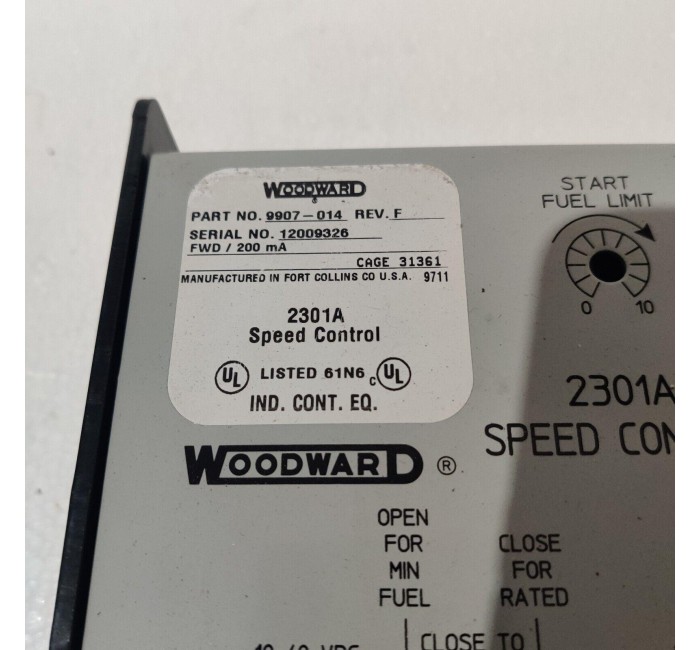 WOODWARD
PART NO. 9907-014 REV. F
SERIAL NO. 12009326
FWD / 200 mA
CAGE 31361
MANUFACTURED IN FORT COLLINS CO U.S.A. 9711
2301A
Speed Control
UL LISTED 61N6 c UL
IND. CONT. EQ.
START
FUEL LIMIT
0 10
2301A
SPEED CON
WOODWARD ®
OPEN
FOR
MIN
FUEL
CLOSE
FOR
RATED
CLOSE TO